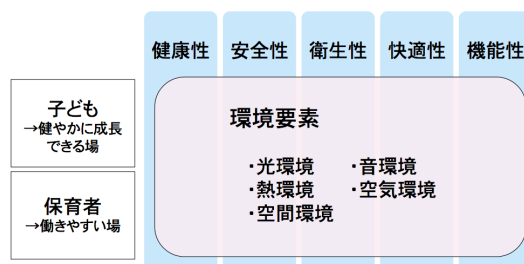 健康性 安全性 衛生性 快適性 機能性
子ども
→健やかに成長
できる場
環境要素
・光環境 ・音環境
・熱環境 ・空気環境
・空間環境
保育者
→働きやすい場